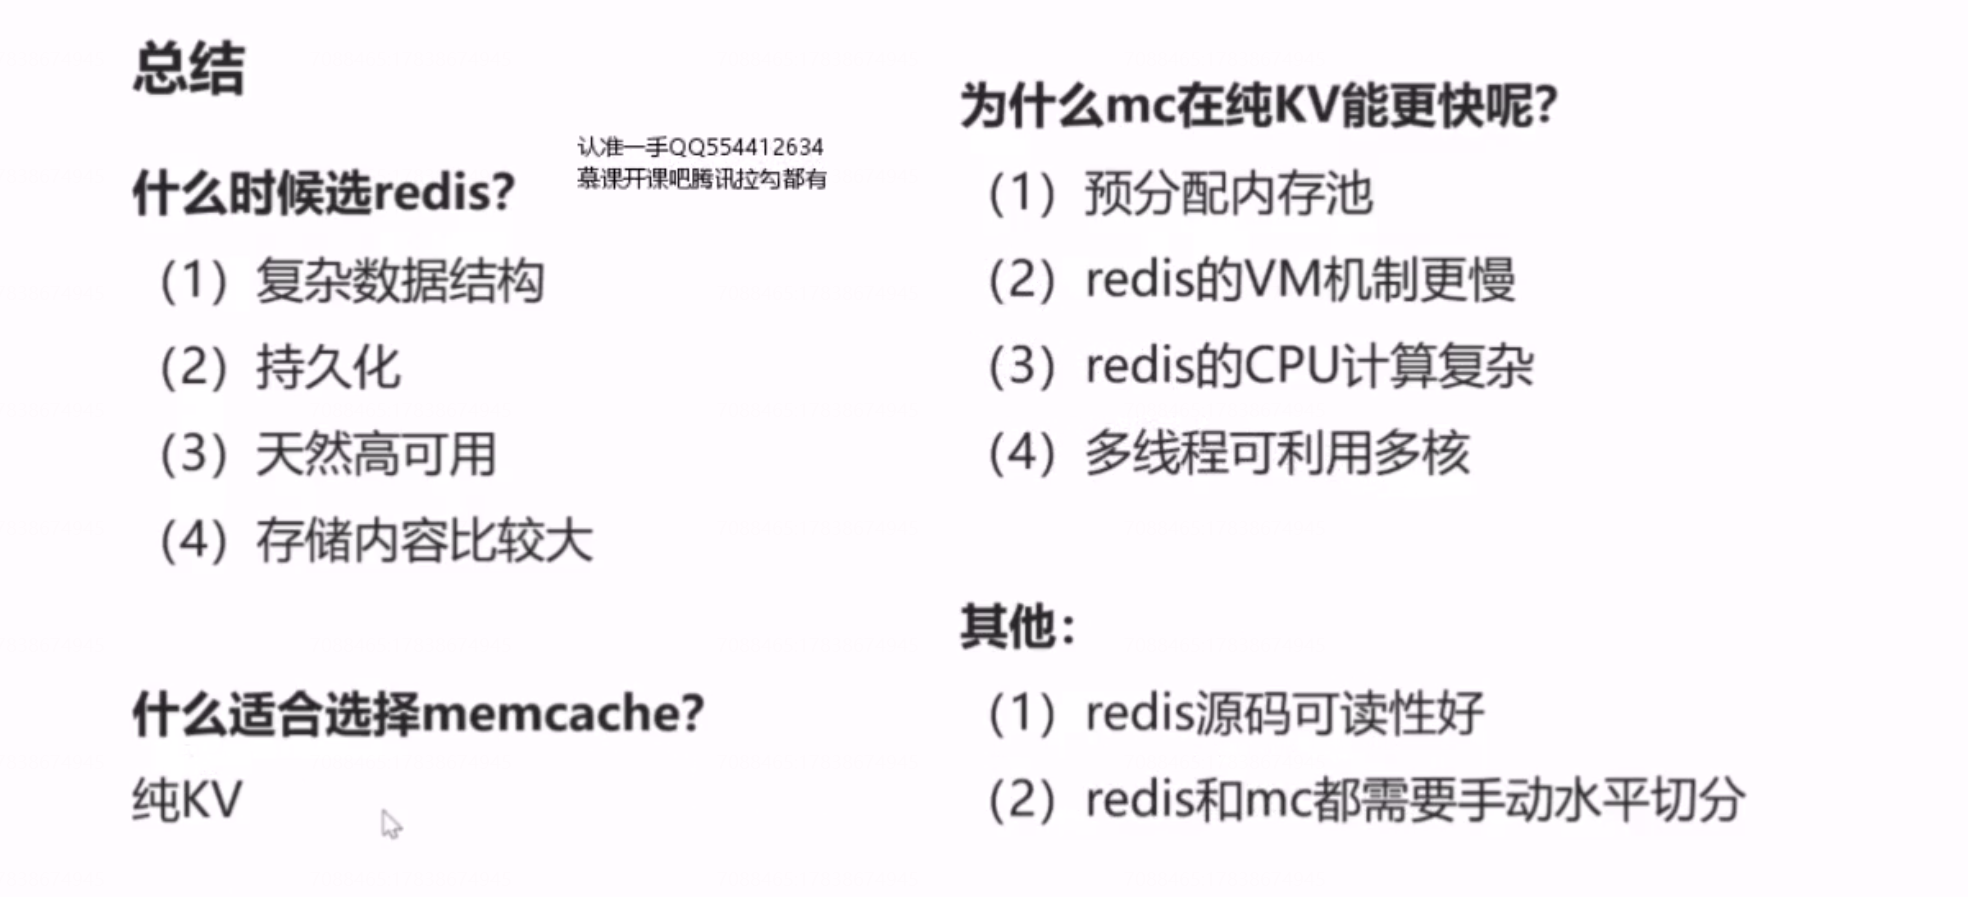 总结
什么时候选redis?
认准一手QQ554412634
慕课开课吧腾讯拉勾都有
（1）复杂数据结构
（2）持久化
（3）天然高可用
（4）存储内容比较大
什么适合选择memcache?
纯KV
为什么mc在纯KV能更快呢?
（1）预分配内存池
（2）redis的VM机制更慢
（3）redis的CPU计算复杂
（4）多线程可利用多核
其他：
（1）redis源码可读性好
（2）redis和mc都需要手动水平切分